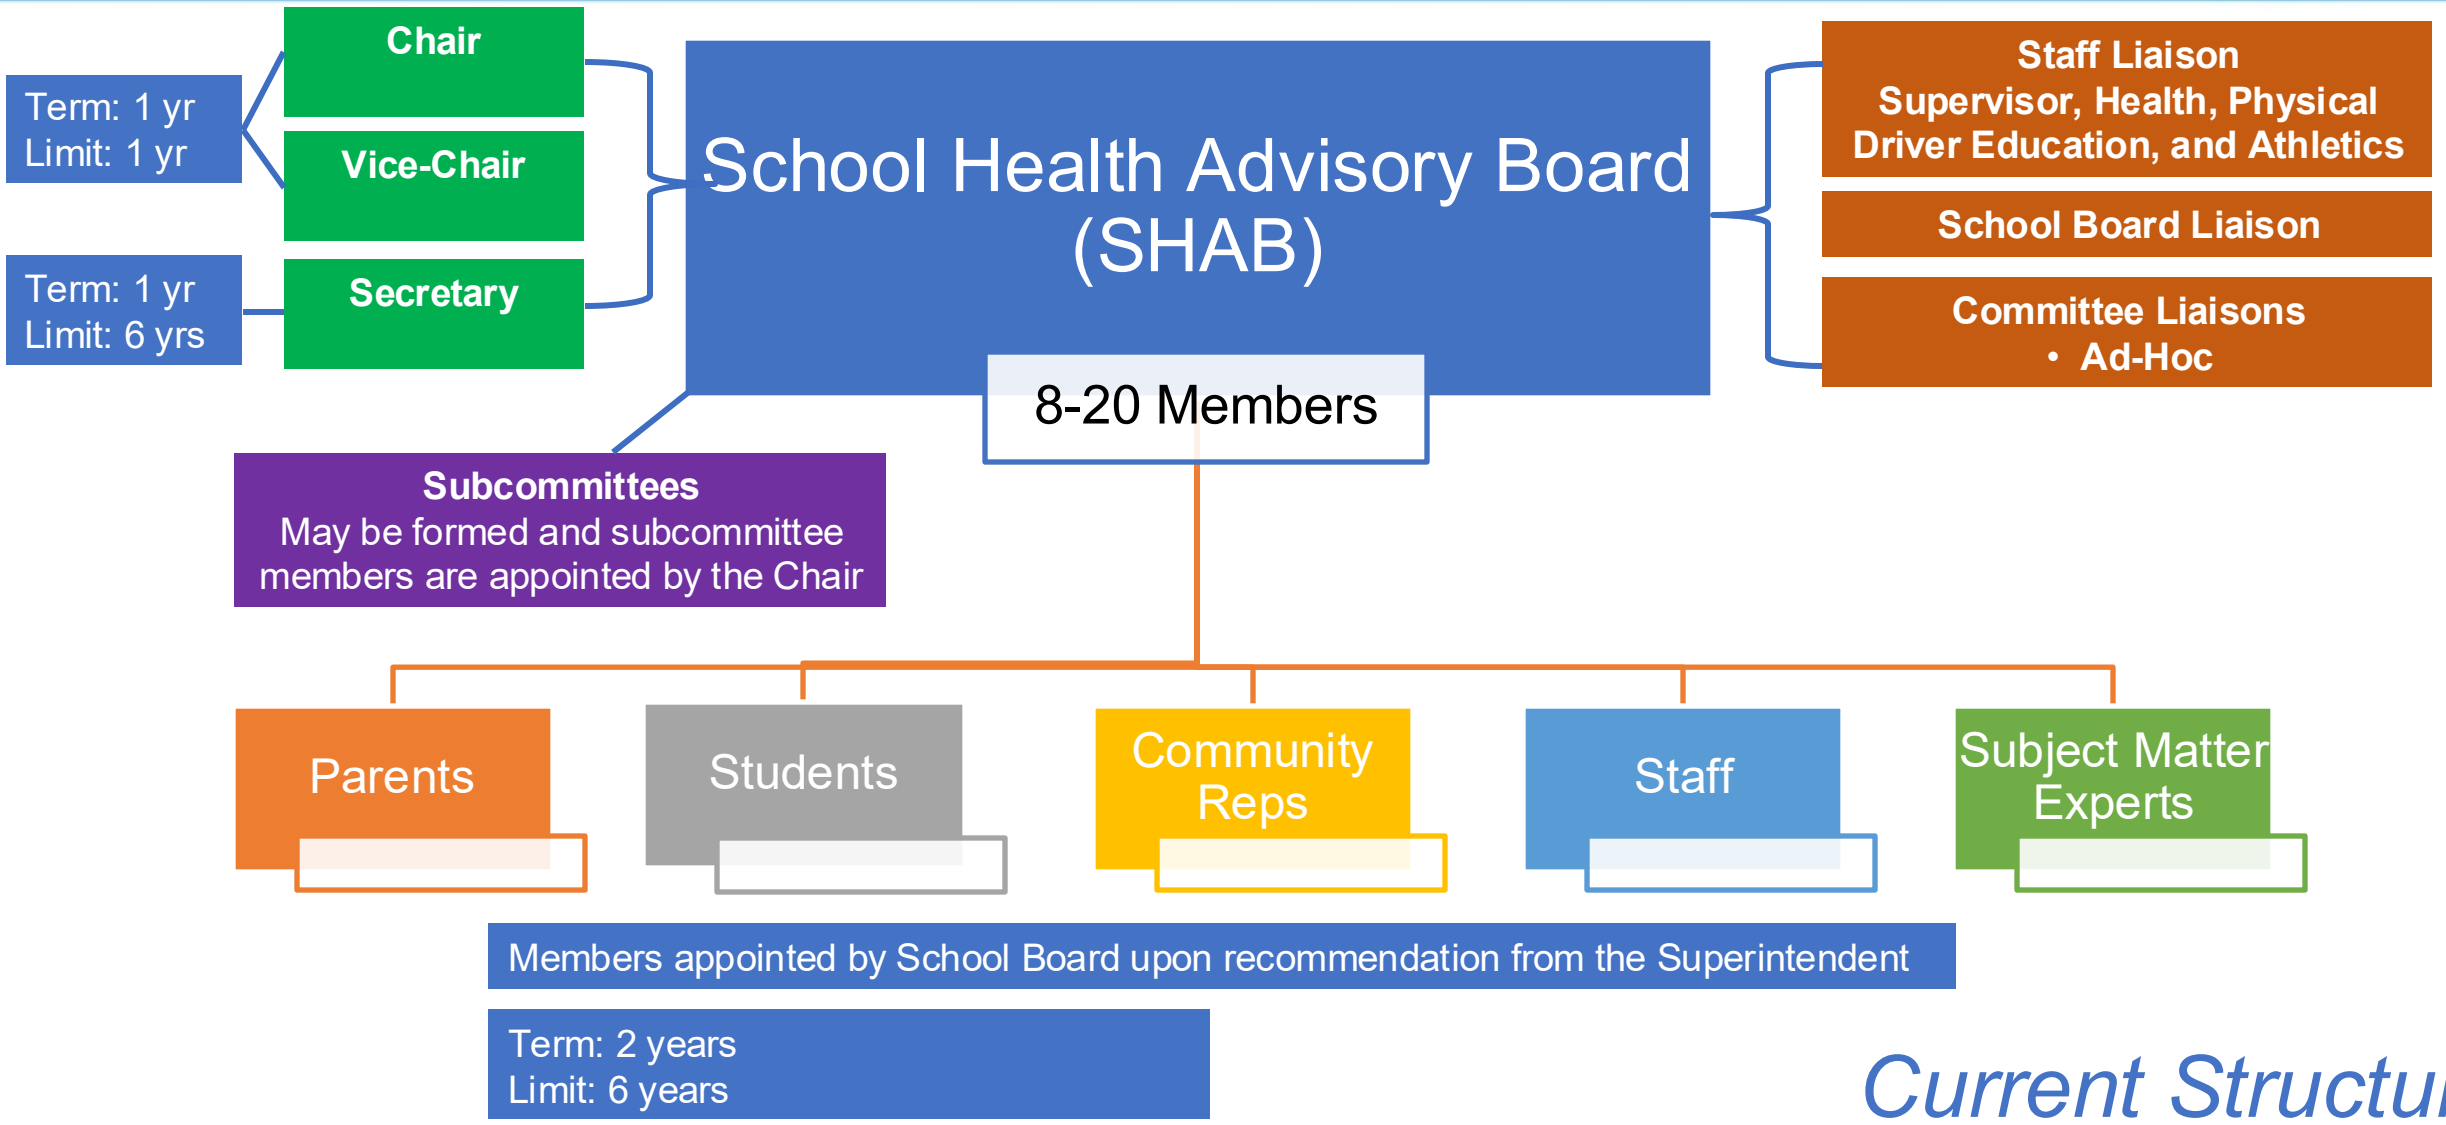 Chair
Term: 1 yr
Limit: 1 yr
Vice-Chair
Term: 1 yr
Limit: 6 yrs
Secretary
School Health Advisory Board
(SHAB)
8-20 Members
Staff Liaison
Supervisor, Health, Physical
Driver Education, and Athletics
School Board Liaison
Committee Liaisons
• Ad-Hoc
Subcommittees
May be formed and subcommittee
members are appointed by the Chair
Parents
Students
Community
Reps
Staff
Subject Matter
Experts
Members appointed by School Board upon recommendation from the Superintendent
Term: 2 years
Limit: 6 years
Current